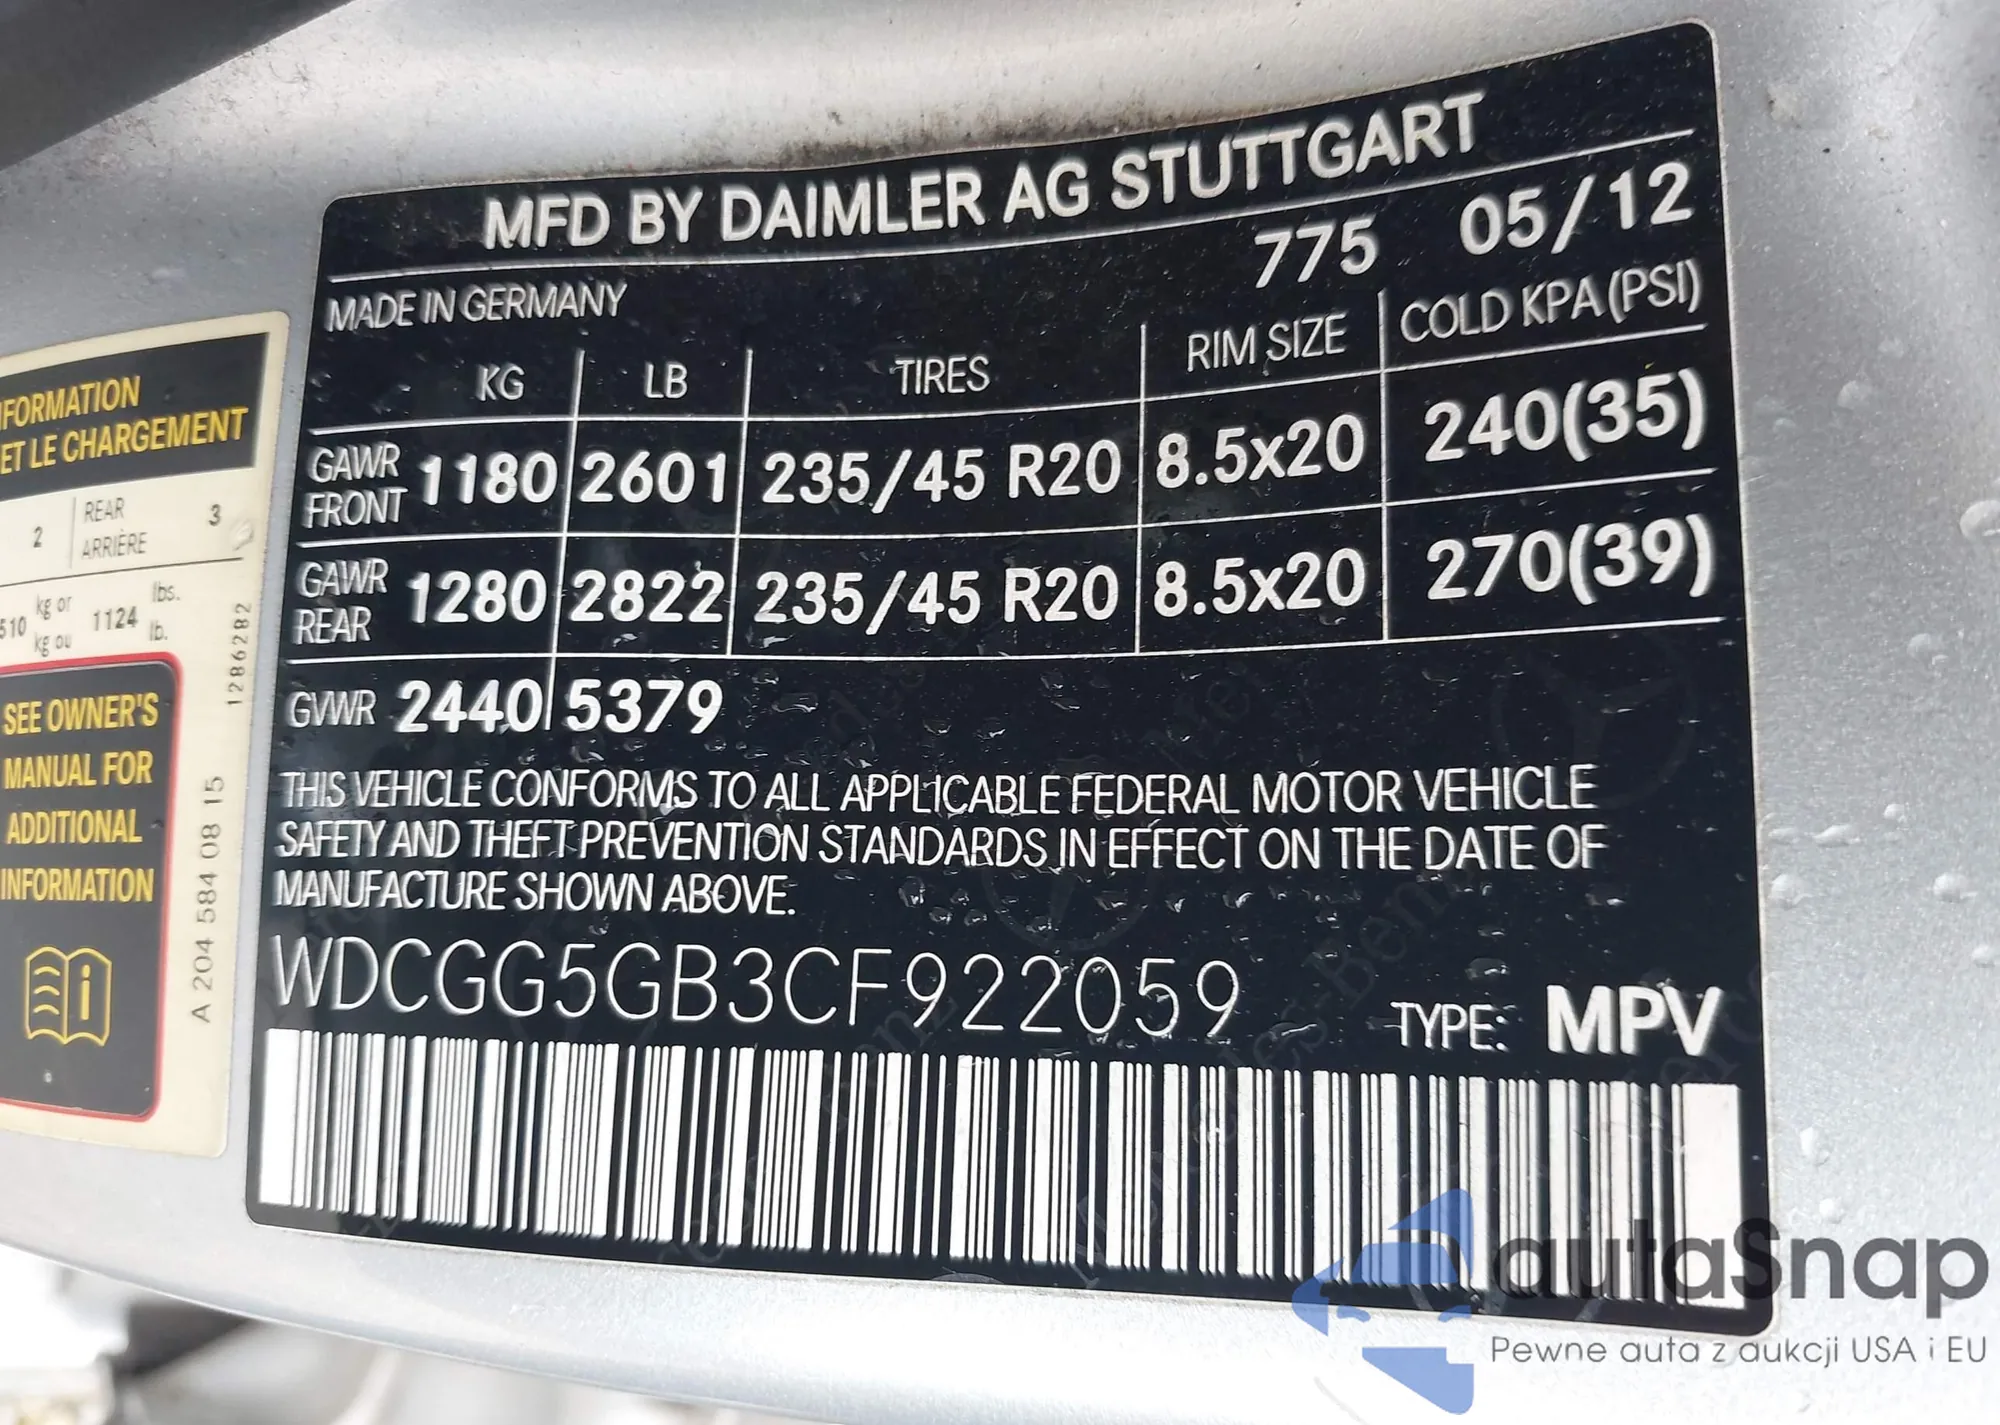 MFD BY DAIMLER AG STUTTGART
MADE IN GERMANY 775 05/12
KG LB TIRES RIM SIZE COLD KPA (PSI)
GAWR FRONT 1180 2601 235/45 R20 8.5x20 240(35)
GAWR REAR 1280 2822 235/45 R20 8.5x20 270(39)
GVWR 2440 5379
THIS VEHICLE CONFORMS TO ALL APPLICABLE FEDERAL MOTOR VEHICLE
SAFETY AND THEFT PREVENTION STANDARDS IN EFFECT ON THE DATE OF
MANUFACTURE SHOWN ABOVE.
WDCGG5GB3CF922059 TYPE: MPV
ET LE CHARGEMENT
2 REAR 3
ARRIÈRE
kg or 1124 lbs.
kg ou lb.
SEE OWNER'S
MANUAL FOR
ADDITIONAL
INFORMATION
1286282
A 204 584 08 15
autaSnap
Pewne auta z aukcji USA i EU